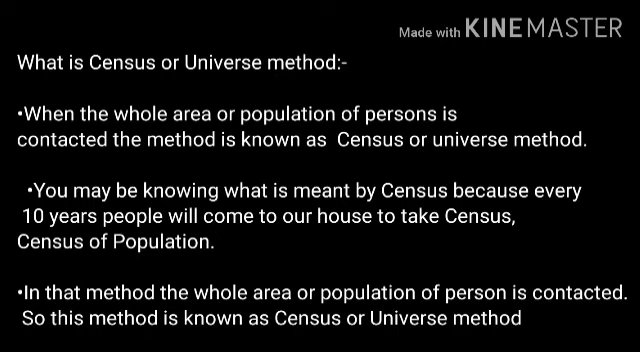 Made with KINEMASTER
What is Census or Universe method:-
•When the whole area or population of persons is
contacted the method is known as Census or universe method.
•You may be knowing what is meant by Census because every
10 years people will come to our house to take Census,
Census of Population.
•In that method the whole area or population of person is contacted.
So this method is known as Census or Universe method